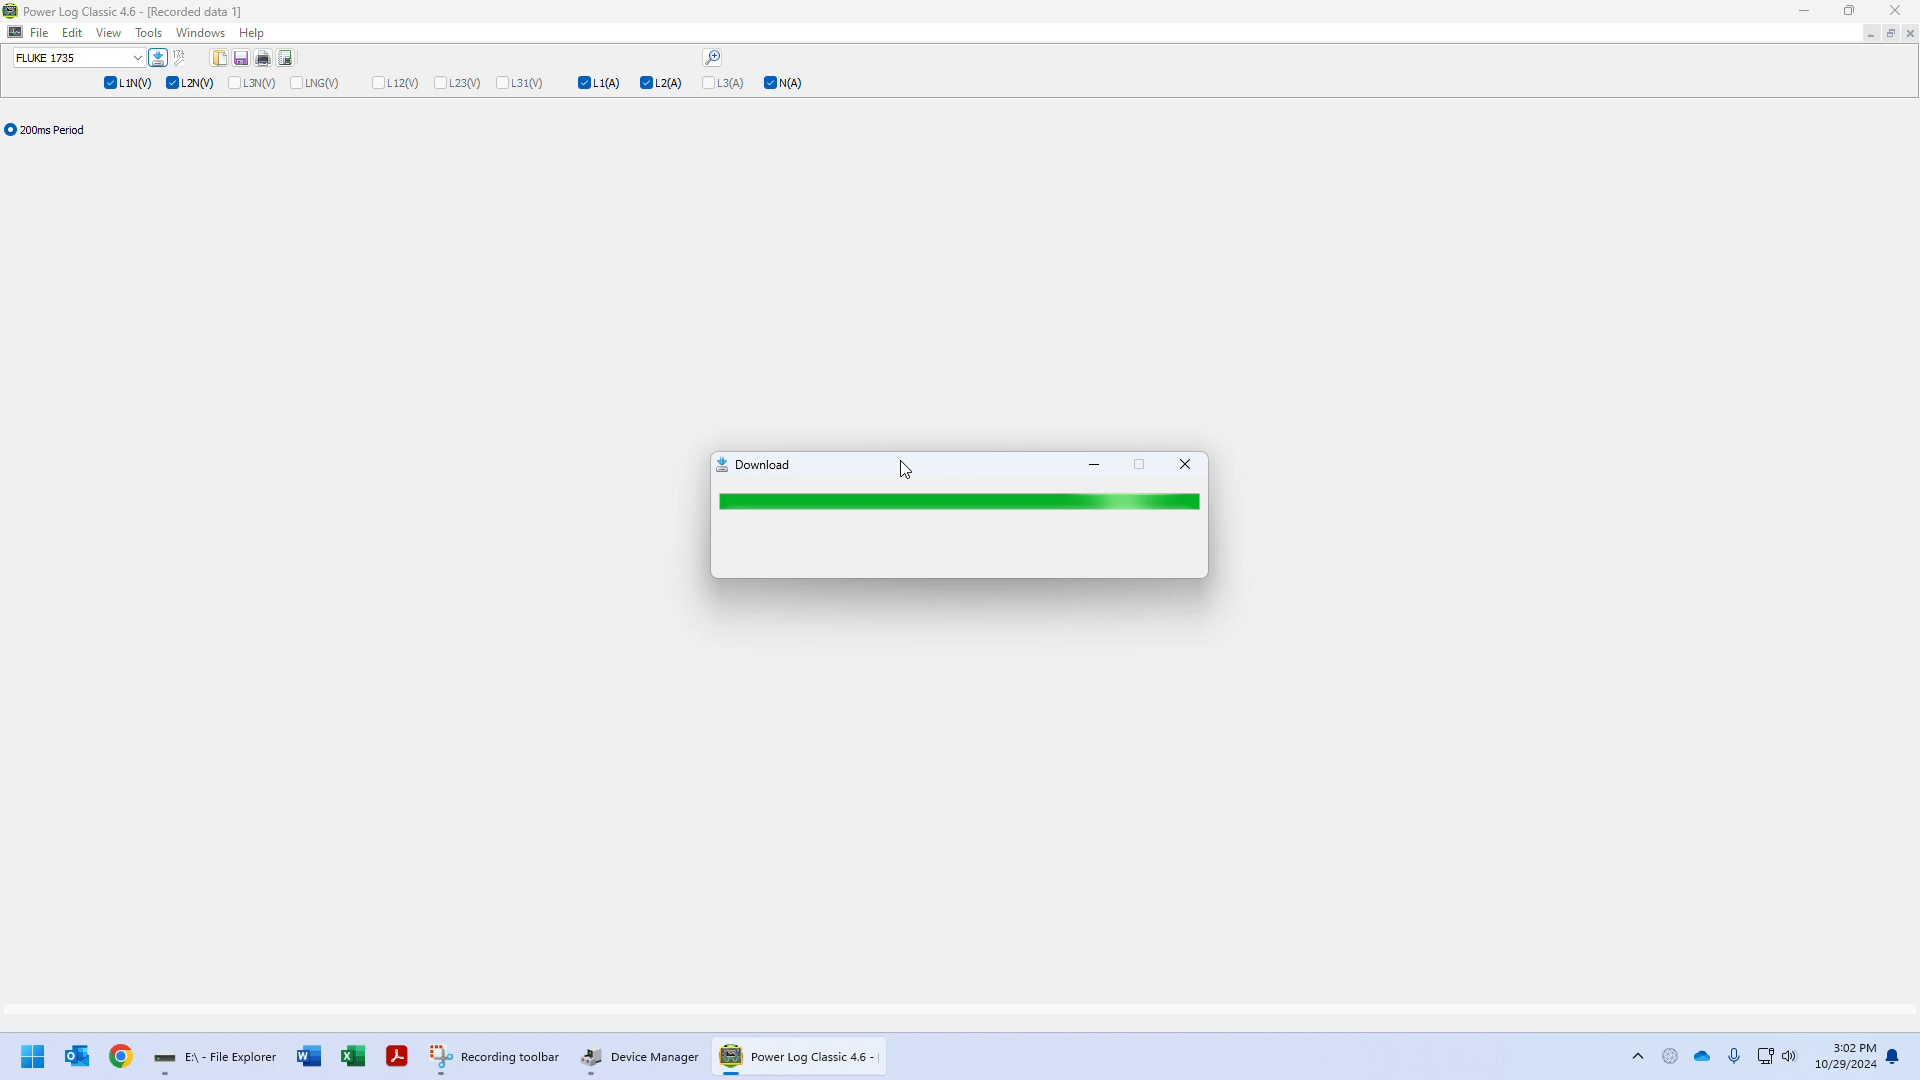 Power Log Classic 4.6 - [Recorded data 1]
File Edit View Tools Windows Help
FLUKE 1735
L1N(V) L2N(V) L3N(V) LNG(V) L12(V) L23(V) L31(V) L1(A) L2(A) L3(A) N(A)
200ms Period
Download
E:\ - File Explorer
Recording toolbar
Device Manager
Power Log Classic 4.6 -
3:02 PM
10/29/2024